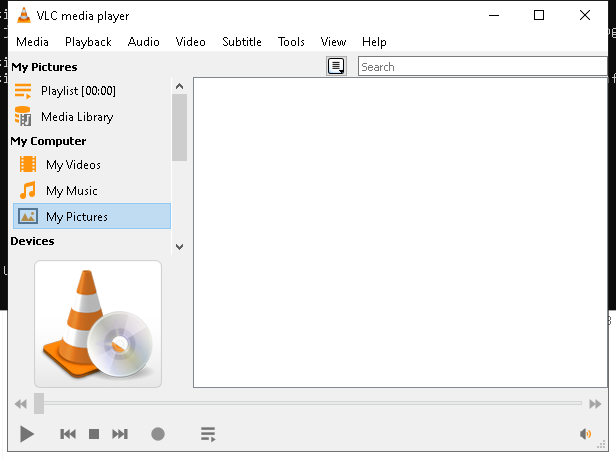 VLC media player
Media Playback Audio Video Subtitle Tools View Help
My Pictures
Search
Playlist [00:00]
Media Library
My Computer
My Videos
My Music
My Pictures
Devices